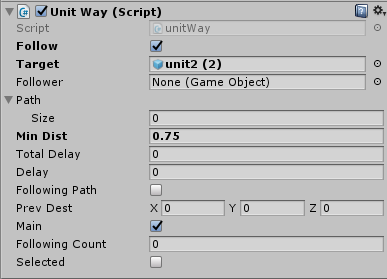 Unit Way (Script)
Script unitWay
Follow
Target unit2 (2)
Follower None (Game Object)
Path
Size 0
Min Dist 0.75
Total Delay 0
Delay 0
Following Path
Prev Dest X 0 Y 0 Z 0
Main
Following Count 0
Selected